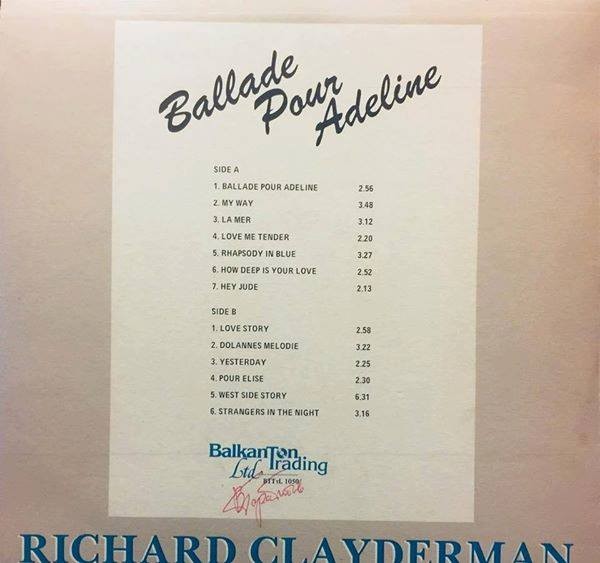 Ballade
Pour
Adeline
SIDE A
1. BALLADE POUR ADELINE 2.56
2. MY WAY 3.48
3. LA MER 3.12
4. LOVE ME TENDER 2.20
5. RHAPSODY IN BLUE 3.27
6. HOW DEEP IS YOUR LOVE 2.52
7. HEY JUDE 2.13
SIDE B
1. LOVE STORY 2.58
2. DOLANNES MELODIE 3.22
3. YESTERDAY 2.25
4. POUR ELISE 2.30
5. WEST SIDE STORY 6.31
6. STRANGERS IN THE NIGHT 3.16
BalkanTon
Ltd. Trading
1050
RICHARD CLAYDERMAN